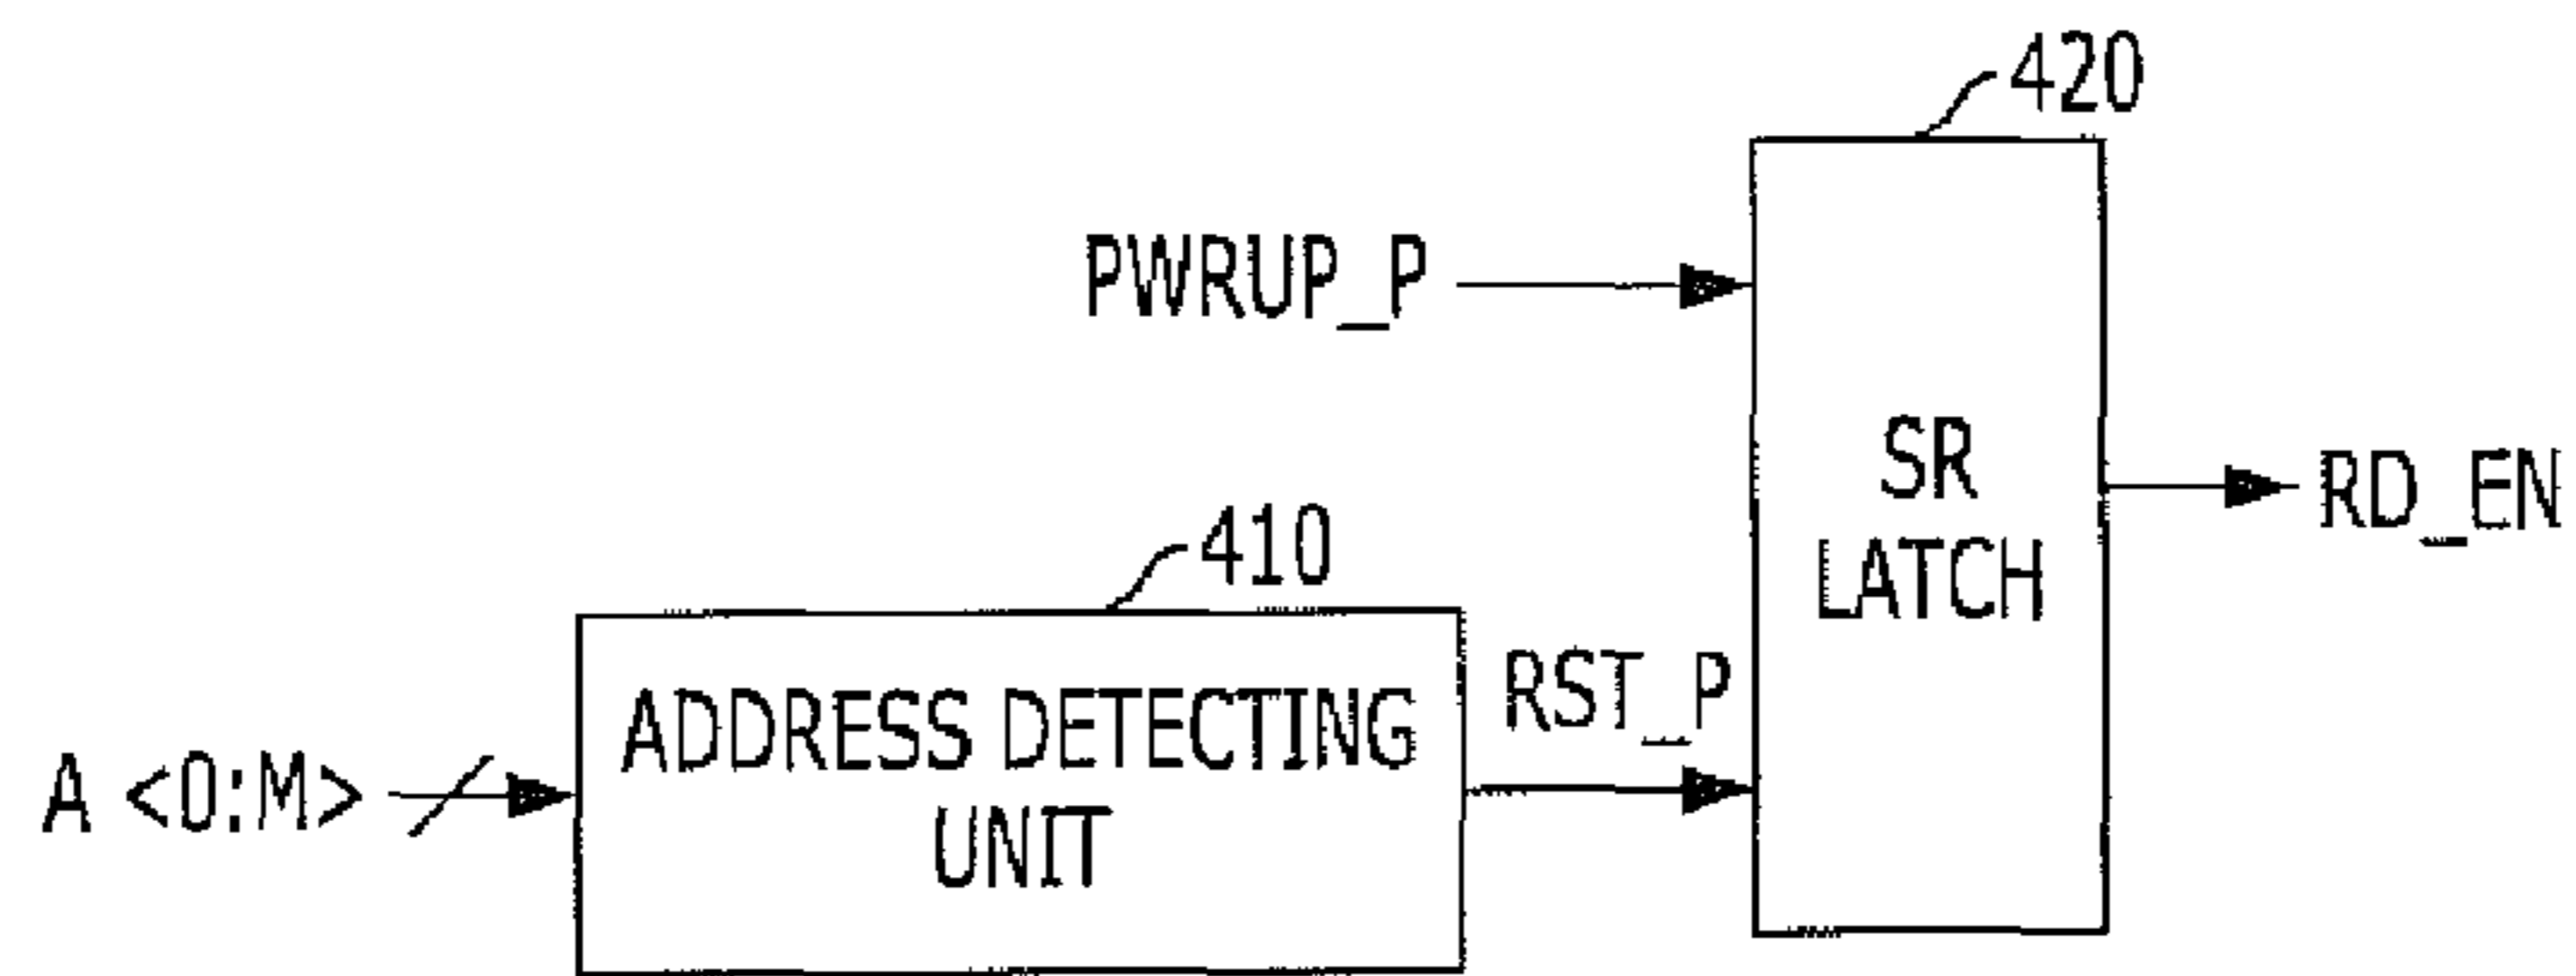 420
PWRUP_P
SR
LATCH
RD_EN
410
ADDRESS DETECTING
UNIT
RST_P
A <0:M>